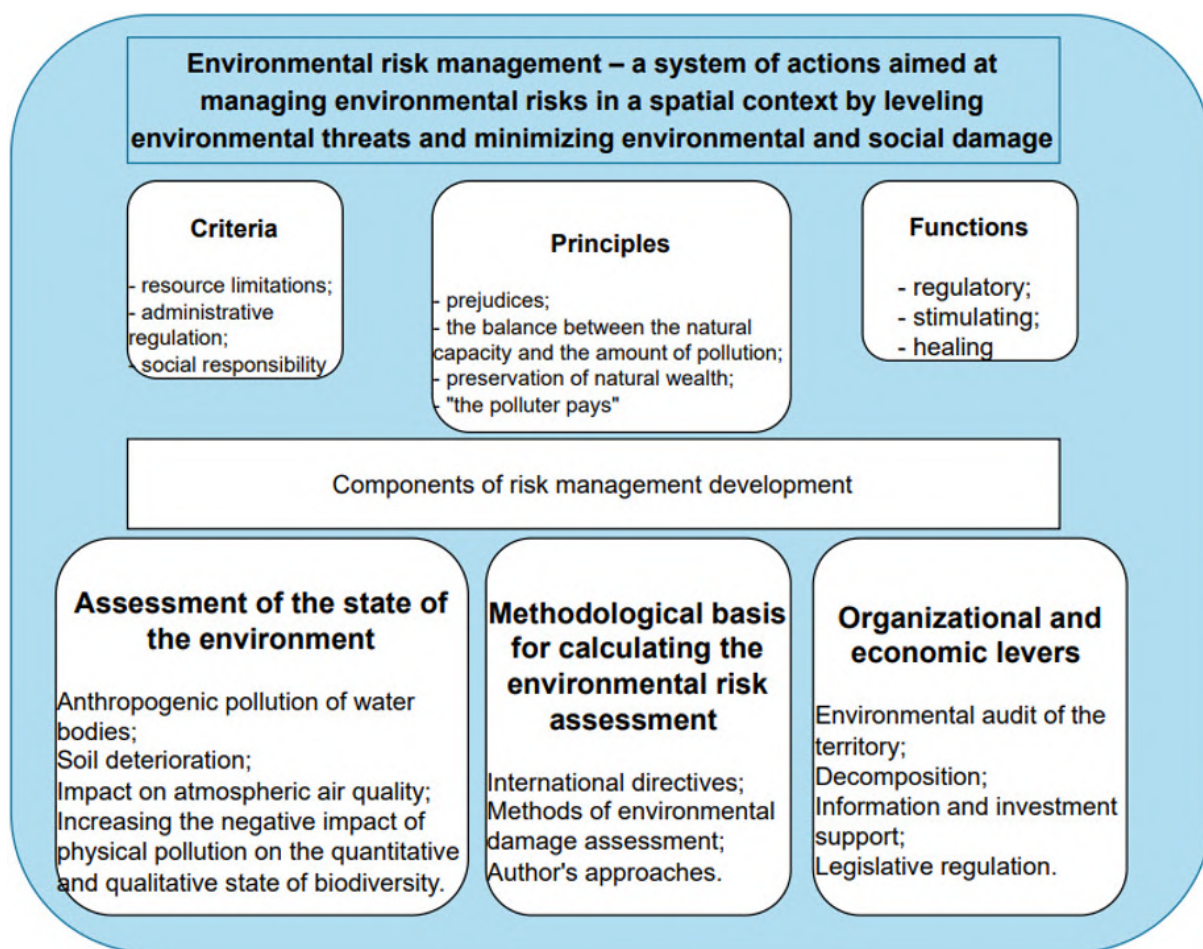 Environmental risk management – a system of actions aimed at
managing environmental risks in a spatial context by leveling
environmental threats and minimizing environmental and social damage
Criteria
- resource limitations;
- administrative
regulation;
- social responsibility
Principles
- prejudices;
- the balance between the natural
capacity and the amount of pollution;
- preservation of natural wealth;
- "the polluter pays"
Functions
- regulatory;
- stimulating;
- healing
Components of risk management development
Assessment of the state of
the environment
Anthropogenic pollution of water
bodies;
Soil deterioration;
Impact on atmospheric air quality;
Increasing the negative impact of
physical pollution on the quantitative
and qualitative state of biodiversity.
Methodological basis
for calculating the
environmental risk
assessment
International directives;
Methods of environmental
damage assessment;
Author's approaches.
Organizational and
economic levers
Environmental audit of the
territory;
Decomposition;
Information and investment
support;
Legislative regulation.